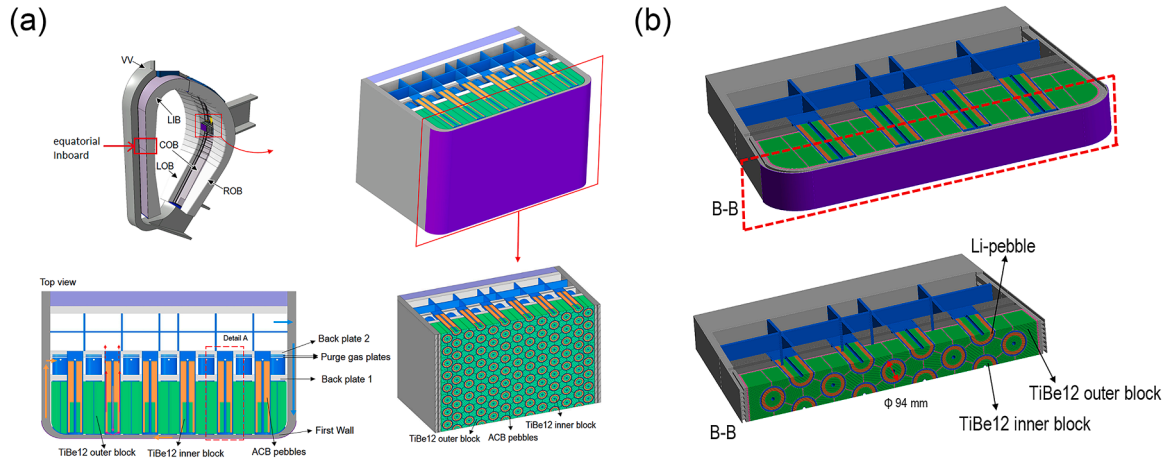 (a)
VV
LIB
equatorial
Inboard
COB
LOB
ROB
Top view
Detail A
Back plate 2
Purge gas plates
Back plate 1
First Wall
TiBe12 outer block
TiBe12 inner block
ACB pebbles
TiBe12 outer block
ACB pebbles
TiBe12 inner block
(b)
B-B
Li-pebble
Φ 94 mm
TiBe12 outer block
TiBe12 inner block
B-B